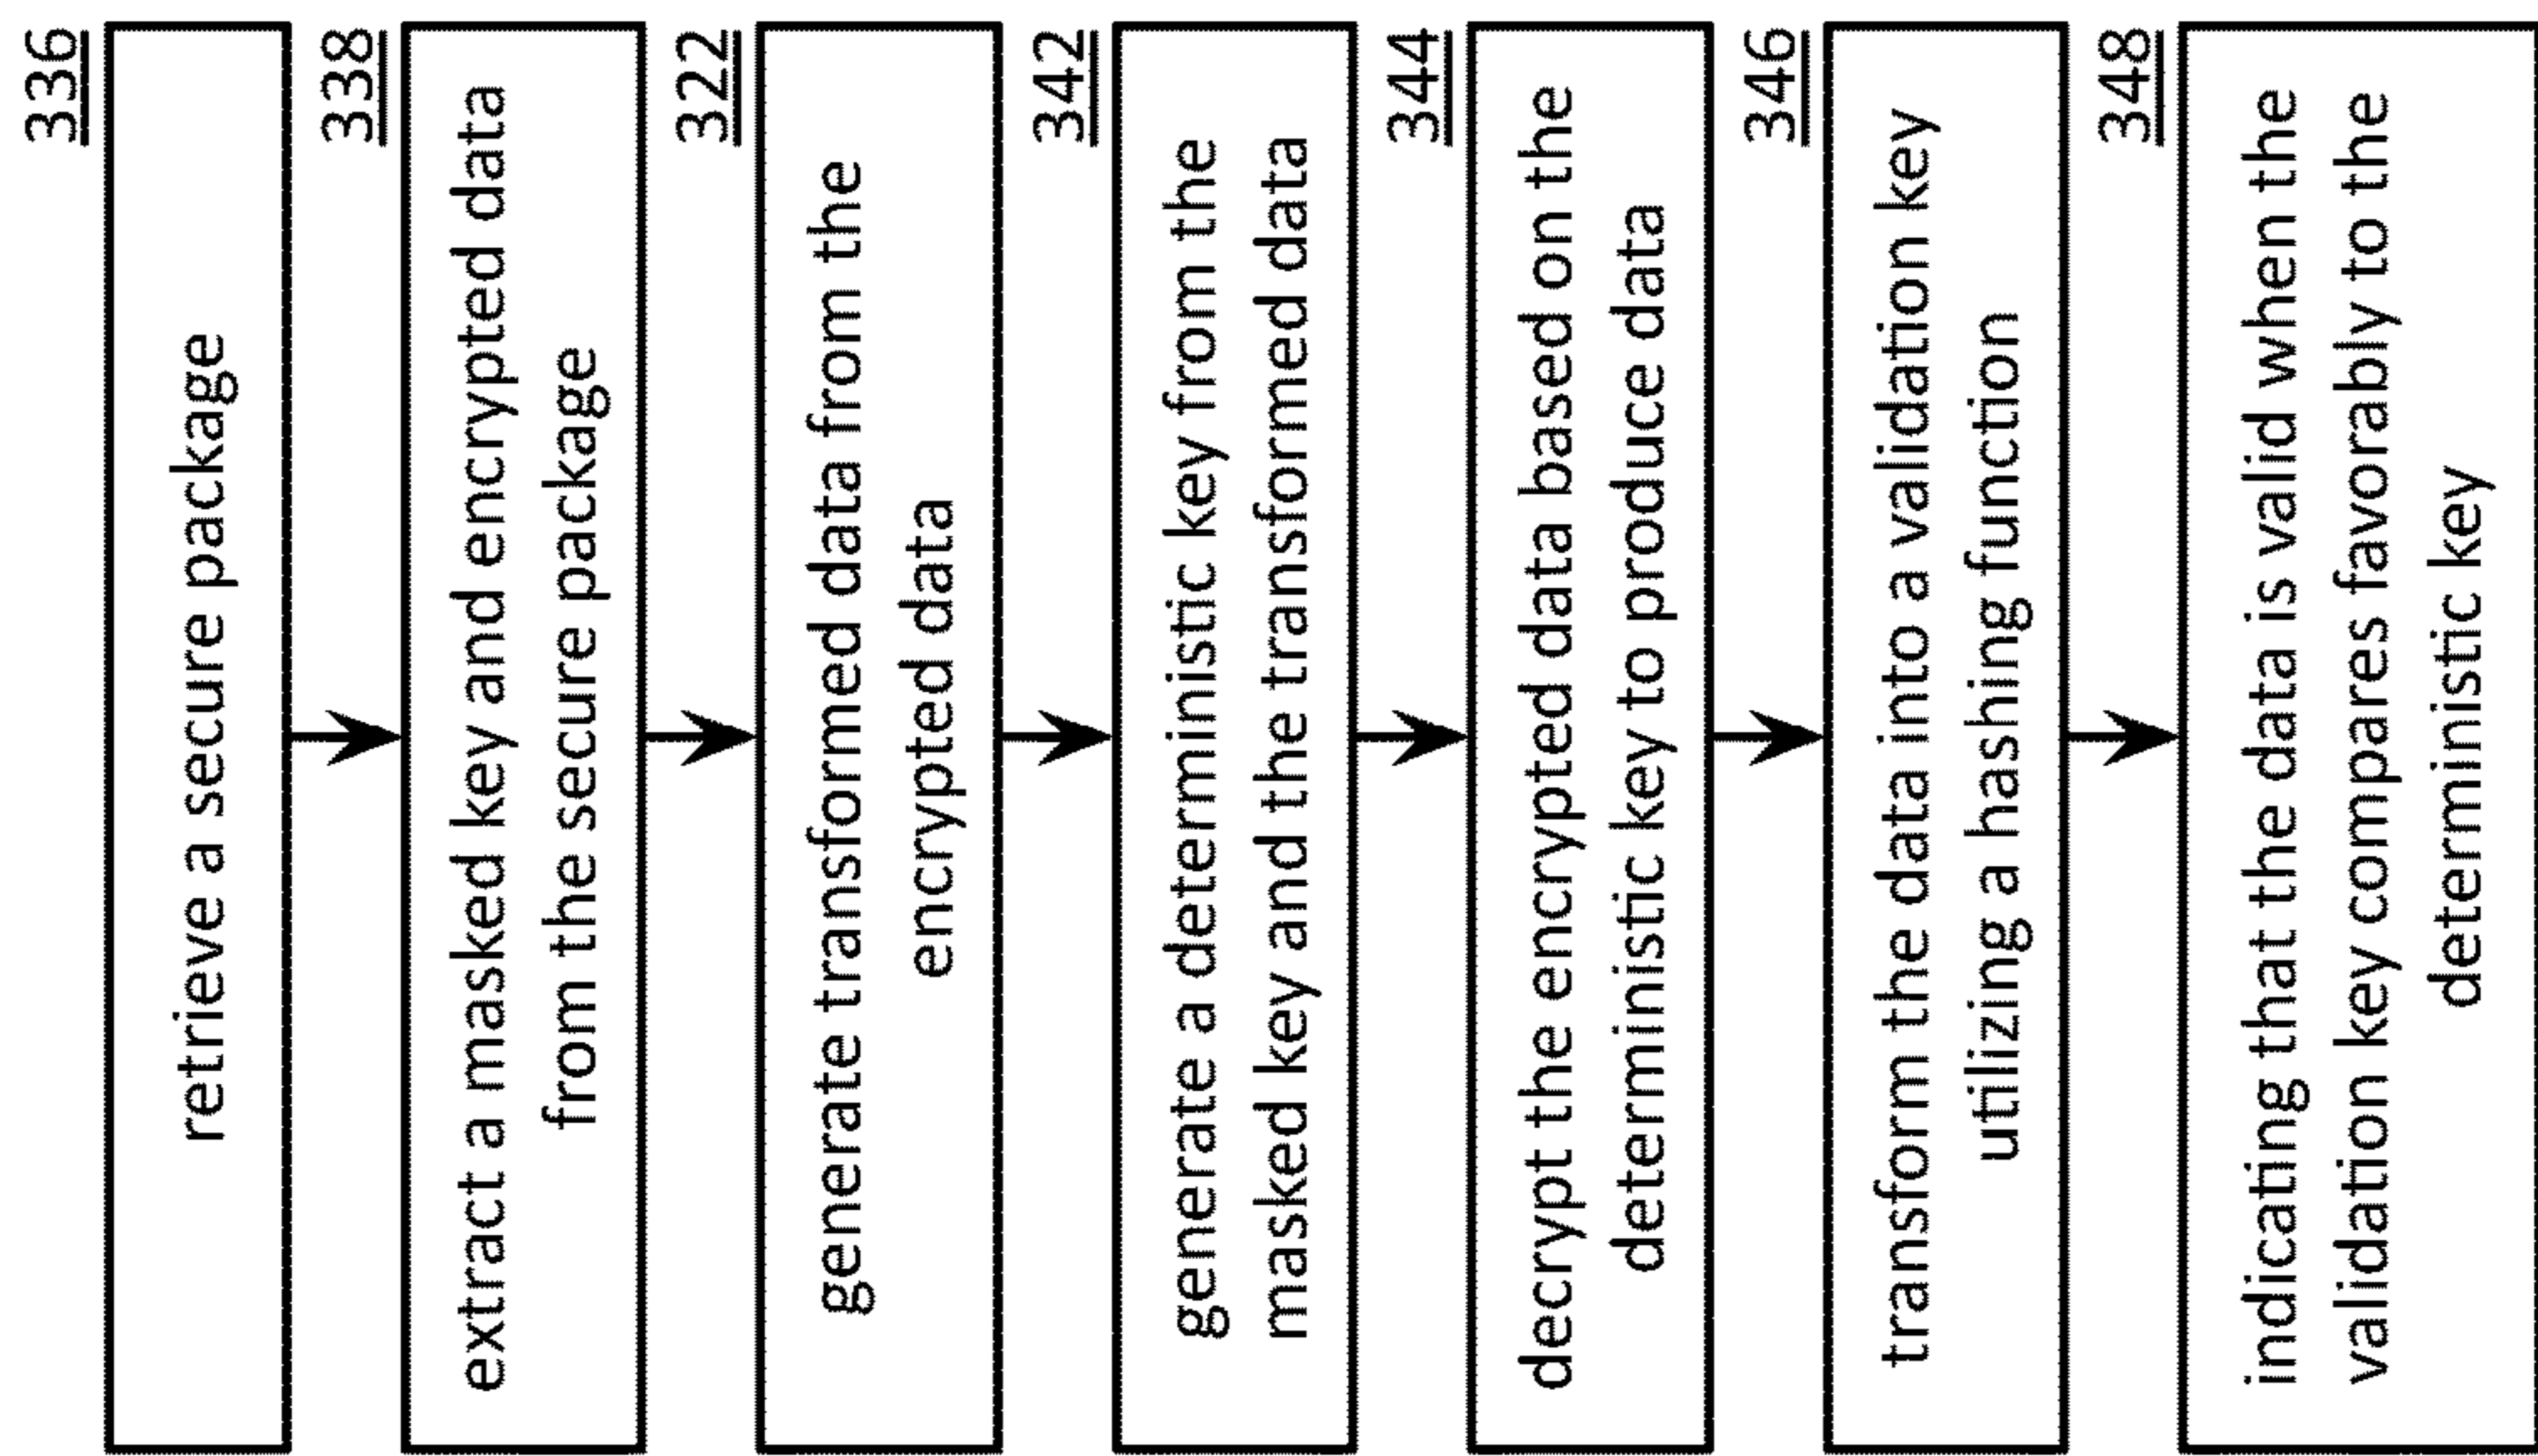 336
retrieve a secure package
338
extract a masked key and encrypted data
from the secure package
322
generate transformed data from the
encrypted data
342
generate a deterministic key from the
masked key and the transformed data
344
decrypt the encrypted data based on the
deterministic key to produce data
346
transform the data into a validation key
utilizing a hashing function
348
indicating that the data is valid when the
validation key compares favorably to the
deterministic key